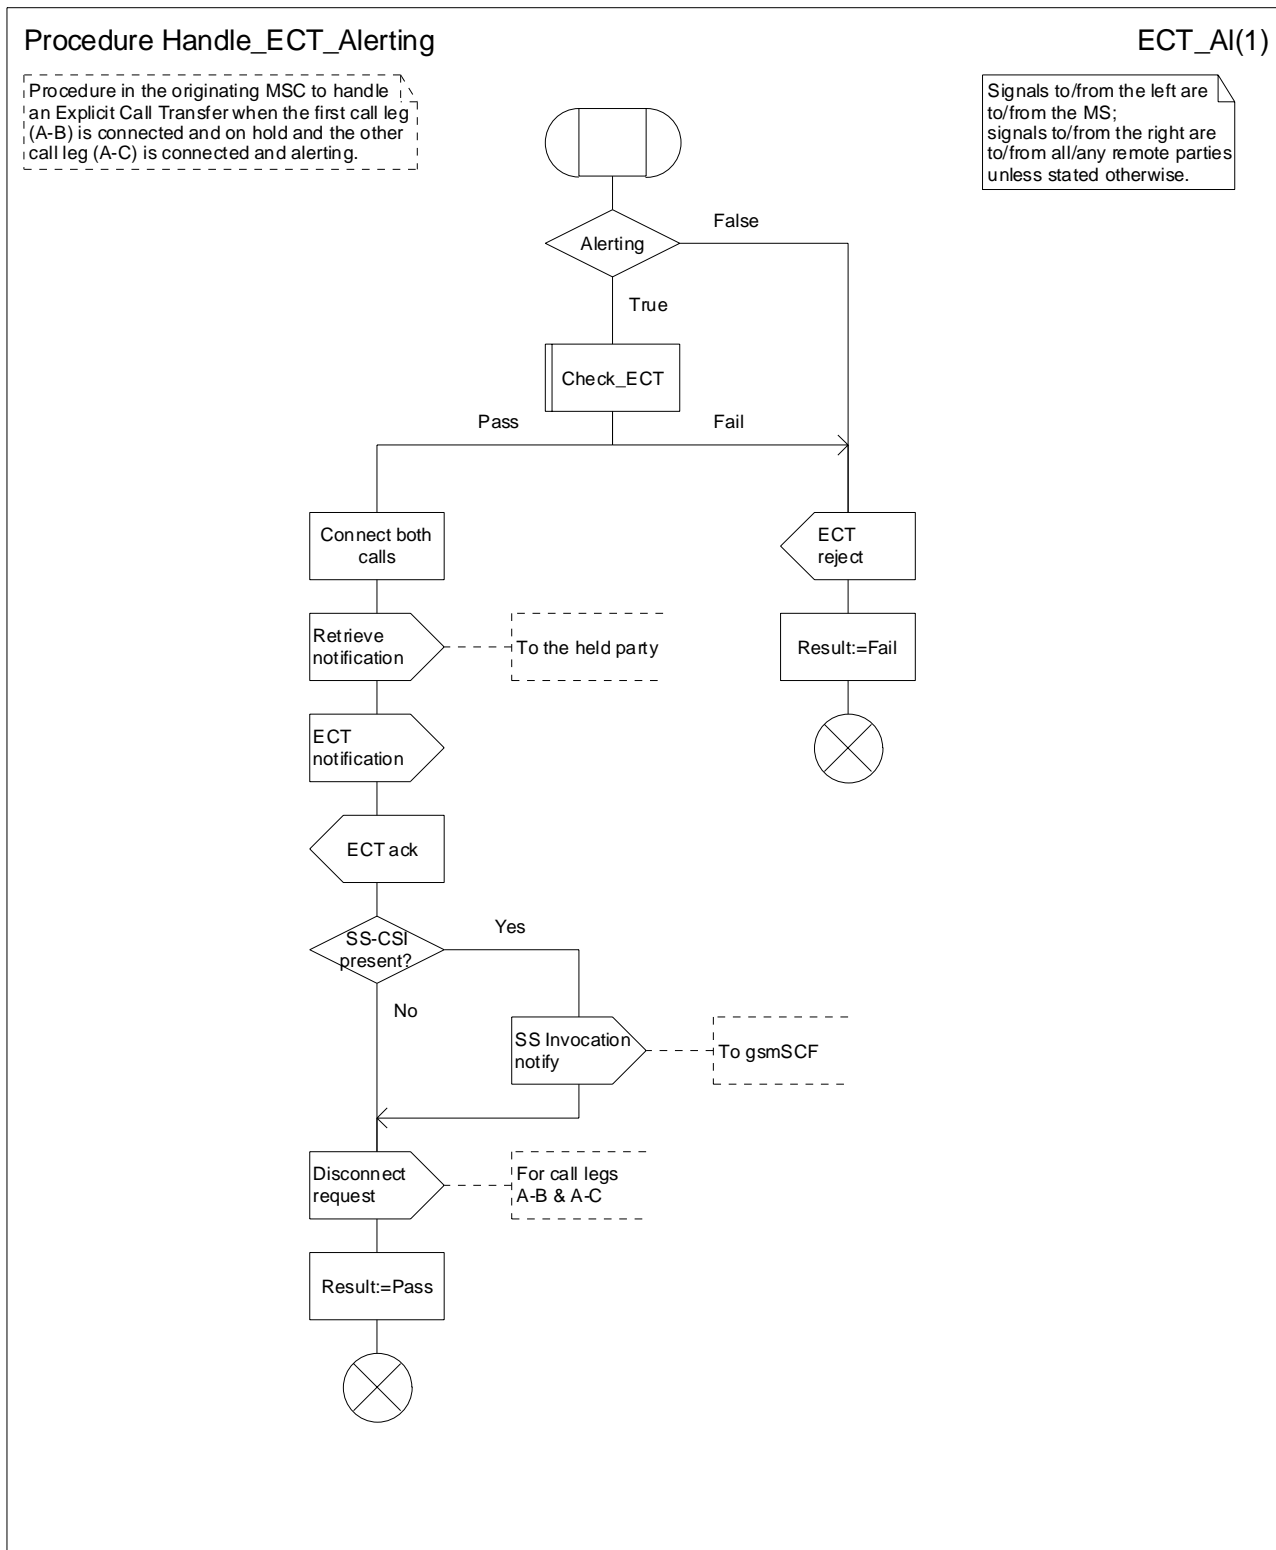 Procedure Handle_ECT_Alerting
ECT_Al(1)
Procedure in the originating MSC to handle
an Explicit Call Transfer when the first call leg
(A-B) is connected and on hold and the other
call leg (A-C) is connected and alerting.
Signals to/from the left are
to/from the MS;
signals to/from the right are
to/from all/any remote parties
unless stated otherwise.
Alerting
False
True
Check_ECT
Pass
Fail
Connect both
calls
ECT
reject
Retrieve
notification
To the held party
Result:=Fail
ECT
notification
ECT ack
SS-CSI
present?
Yes
No
SS Invocation
notify
To gsmSCF
Disconnect
request
For call legs
A-B & A-C
Result:=Pass